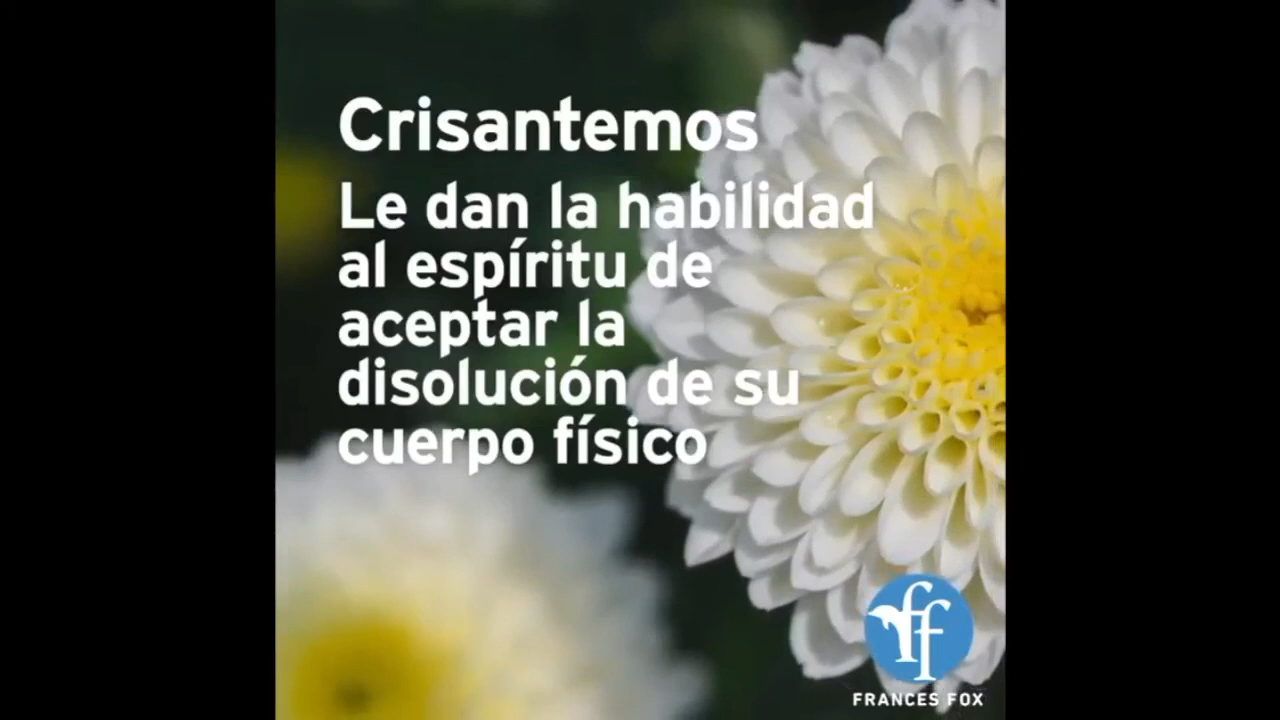 Crisantemos
Le dan la habilidad
al espíritu de
aceptar la
disolución de su
cuerpo físico
ff
FRANCES FOX